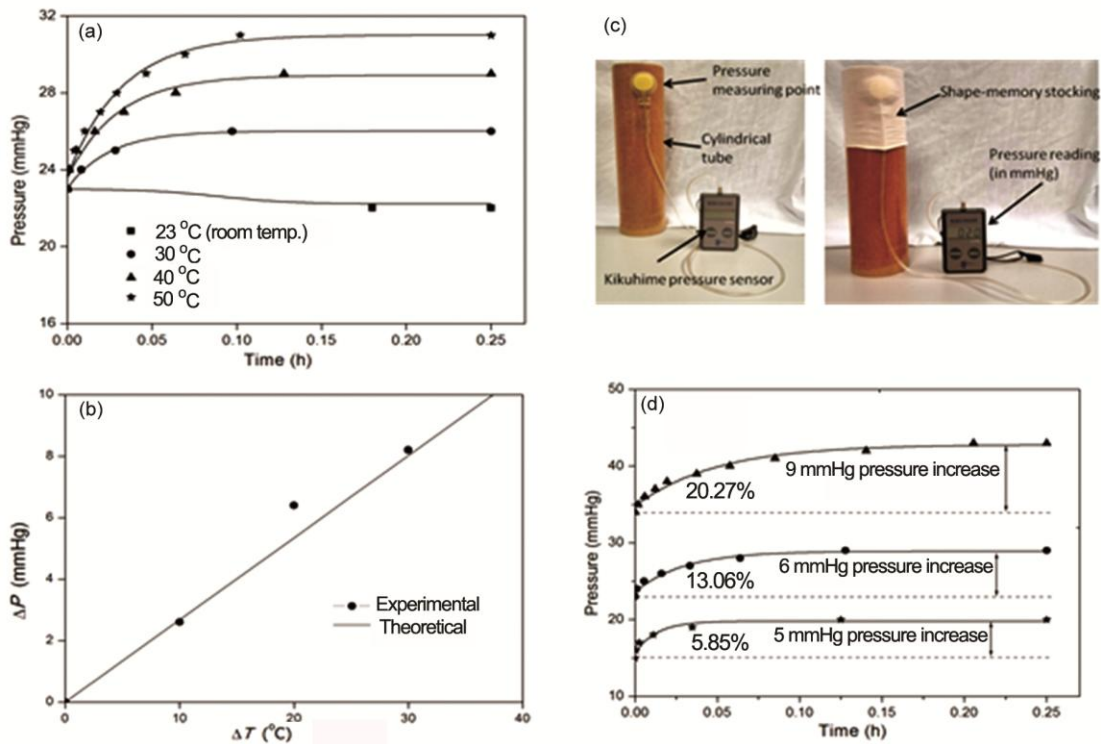 (a)
Pressure (mmHg)
32
28
24
20
16
23 °C (room temp.)
30 °C
40 °C
50 °C
0.00
0.05
0.10
0.15
0.20
0.25
Time (h)
(b)
ΔP (mmHg)
10
8
6
4
2
0
Experimental
Theoretical
0
10
20
30
40
ΔT (°C)
(c)
Pressure
measuring point
Cylindrical
tube
Kikuhime pressure sensor
Shape-memory stocking
Pressure reading
(in mmHg)
020
(d)
Pressure (mmHg)
50
40
30
20
10
20.27%
9 mmHg pressure increase
13.06%
6 mmHg pressure increase
5.85%
5 mmHg pressure increase
0.00
0.05
0.10
0.15
0.20
0.25
Time (h)